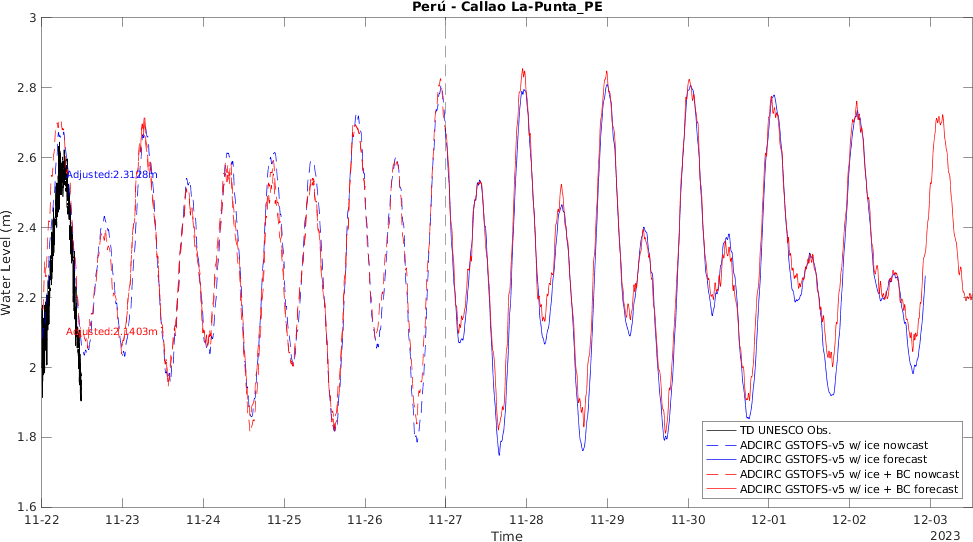 Perú - Callao La-Punta_PE
3
2.8
2.6
2.4
2.2
2
1.8
1.6
Water Level (m)
Adjusted:2.3128m
Adjusted:2.1403m
TD UNESCO Obs.
ADCIRC GSTOFS-v5 w/ ice nowcast
ADCIRC GSTOFS-v5 w/ ice forecast
ADCIRC GSTOFS-v5 w/ ice + BC nowcast
ADCIRC GSTOFS-v5 w/ ice + BC forecast
11-22 11-23 11-24 11-25 11-26 11-27 11-28 11-29 11-30 12-01 12-02 12-03
2023
Time